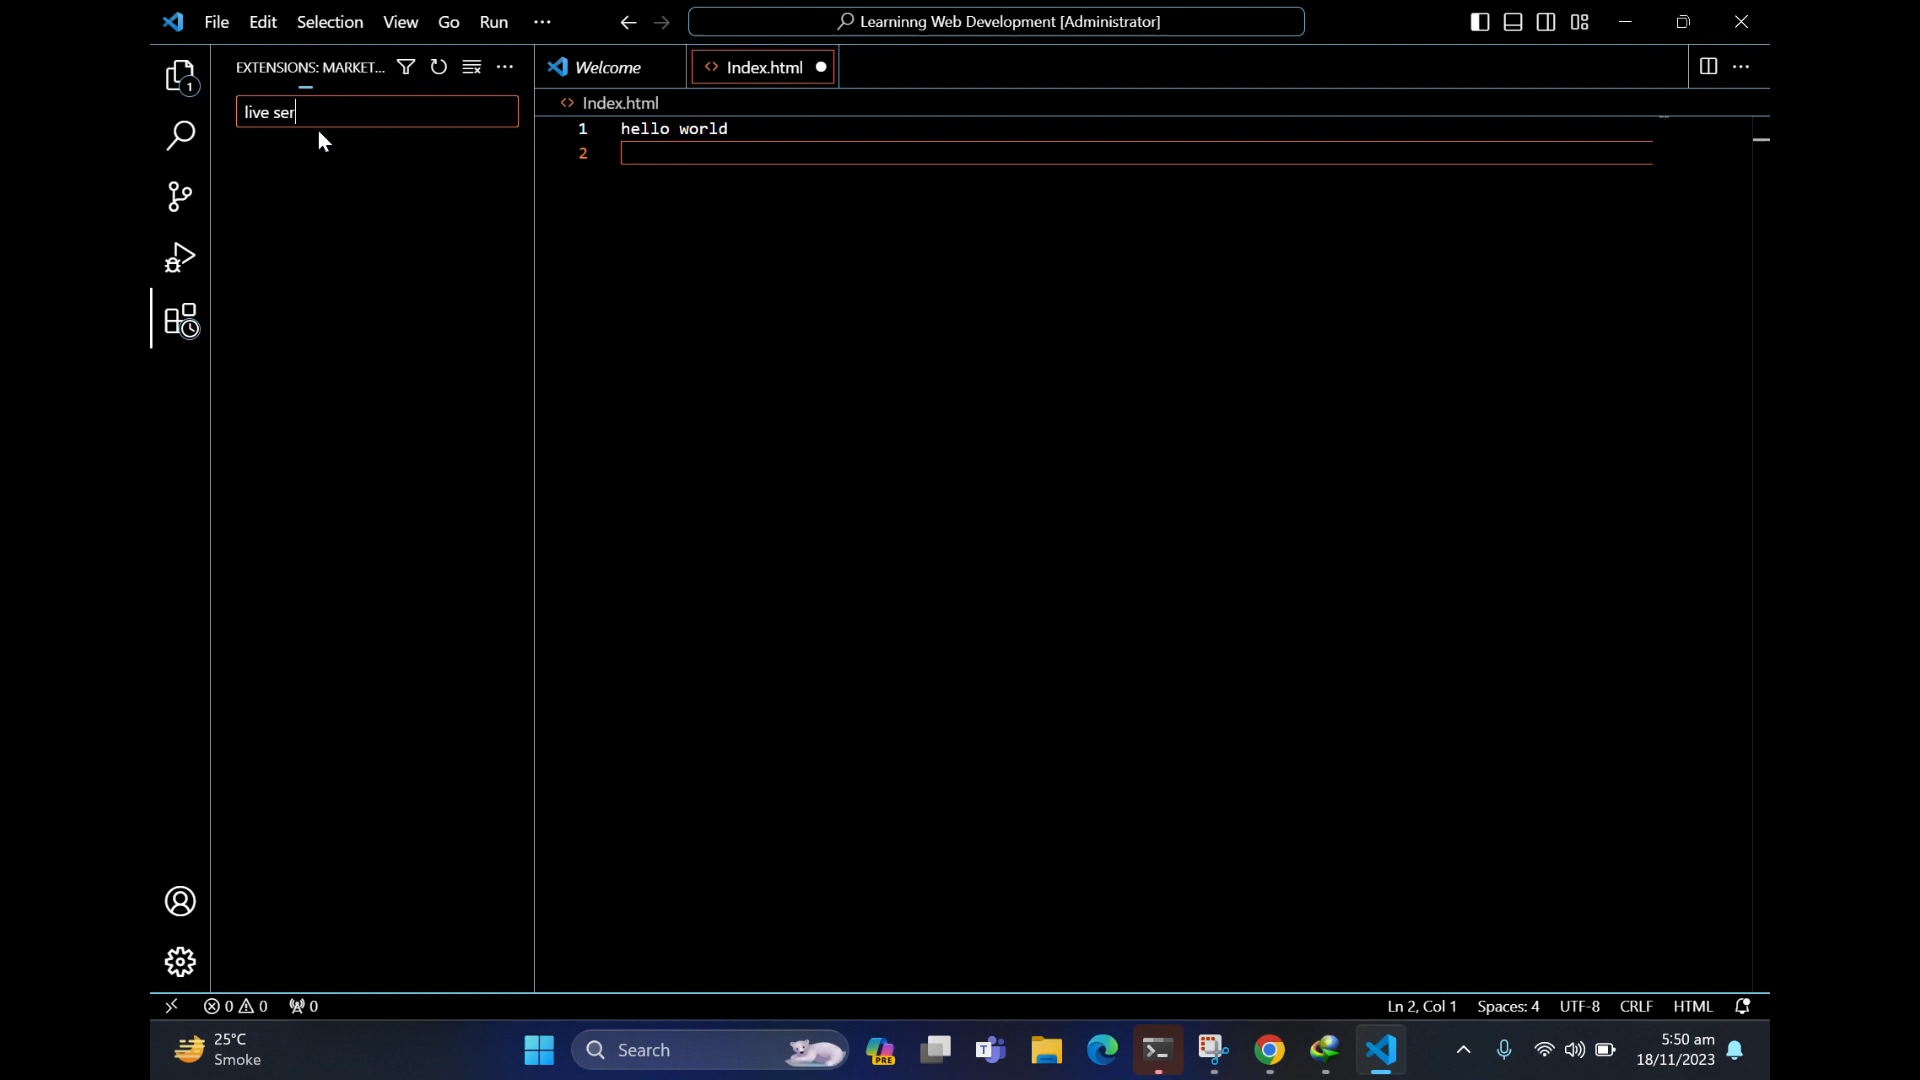 File Edit Selection View Go Run
Learninng Web Development [Administrator]
EXTENSIONS: MARKET...
Welcome
Index.html
1
live ser
Index.html
1 hello world
2
0 0 0
Ln 2, Col 1 Spaces: 4 UTF-8 CRLF HTML
25°C
Smoke
Search
PRE
T
5:50 am
18/11/2023